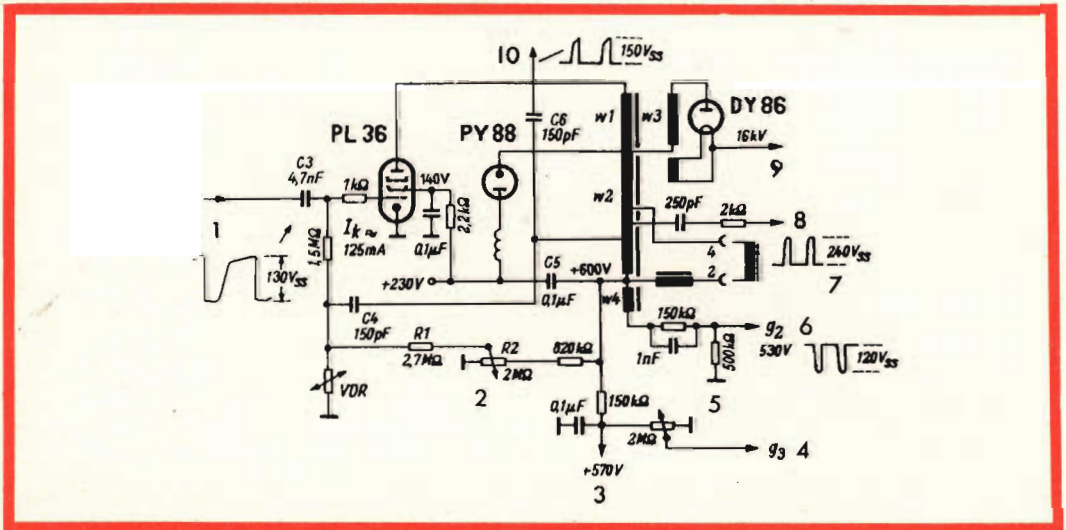 10
150Vss
PL 36
PY 88
C6
150pF
w1
w3
DY 86
16kV
9
C3
4,7nF
1kΩ
140V
w2
250pF
2kΩ
8
1
Ik ≈
125mA
0,1µF
2,2kΩ
1,5MΩ
4
240Vss
130Vss
+230V
C5
0,1µF
+600V
2
7
w4
C4
150pF
150kΩ
g2
6
R1
2,7MΩ
R2
2MΩ
820kΩ
1nF
530V
500kΩ
120Vss
VDR
2
5
0,1µF
150kΩ
2MΩ
g3
4
+570V
3